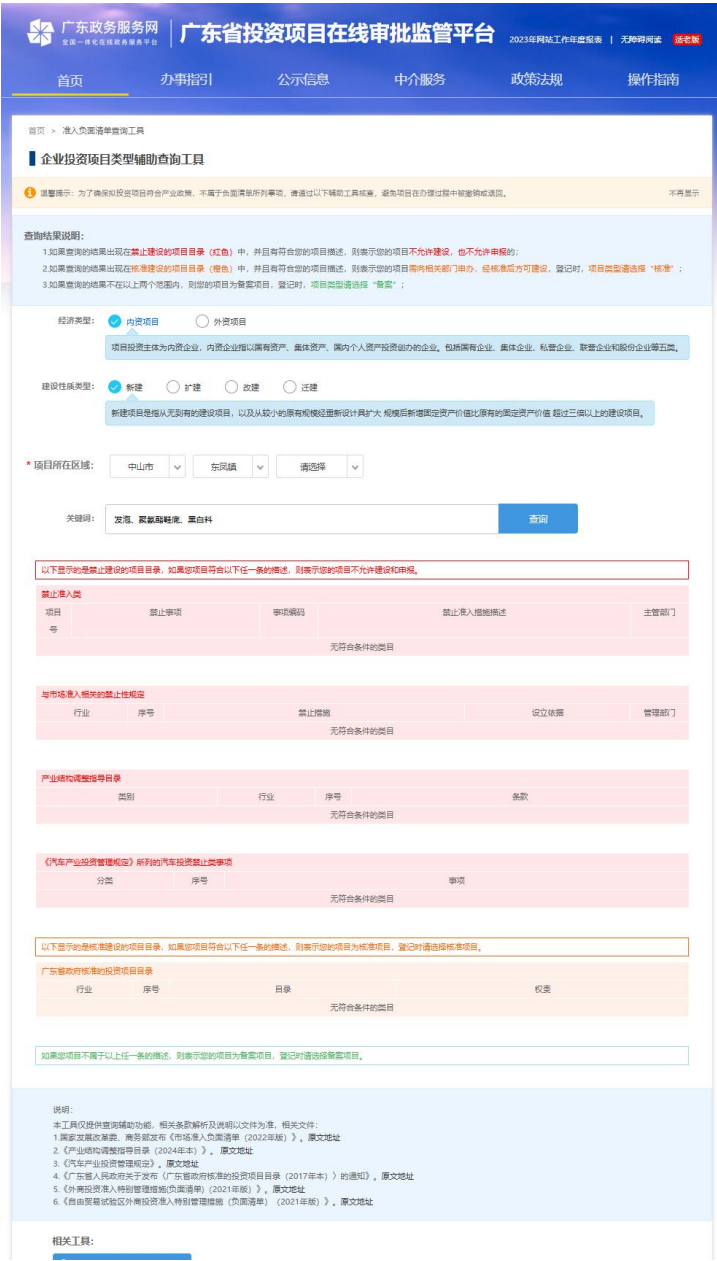 广东政务服务网
全国一体化在线政务服务平台
广东省投资项目在线审批监管平台
2023年网站工作年度报表 | 无障碍阅读 适老版
首页 办事指引 公示信息 中介服务 政策法规 操作指南
首页 > 准入负面清单查询工具
企业投资项目类型辅助查询工具
温馨提示：为了确保拟投资项目符合产业政策、不属于负面清单所列事项，请通过以下辅助工具核查，避免项目在办理过程中被撤销或退回。 不再显示
查询结果说明：
1.如果查询的结果出现在禁止建设的项目目录（红色）中，并且有符合您的项目描述，则表示您的项目不允许建设，也不允许申报的；
2.如果查询的结果出现在核准建设的项目目录（橙色）中，并且有符合您的项目描述，则表示您的项目需向相关部门申办，经核准后方可建设，登记时，项目类型请选择“核准”；
3.如果查询的结果不在以上两个范围内，则您的项目为备案项目，登记时，项目类型请选择“备案”；
经济类型： 内资项目 外资项目
项目投资主体为内资企业，内资企业指以国有资产、集体资产、国内个人资产投资创办的企业。包括国有企业、集体企业、私营企业、联营企业和股份企业等五类。
建设性质类型： 新建 扩建 改建 迁建
新建项目是指从无到有的建设项目，以及从较小的原有规模经重新设计具扩大 规模后新增固定资产价值比原有的固定资产价值 超过三倍以上的建设项目。
* 项目所在区域： 中山市 东凤镇 请选择
关键词： 发泡、聚氨酯鞋底、黑白料 查询
以下显示的是禁止建设的项目目录，如果您项目符合以下任一条的描述，则表示您的项目不允许建设和申报。
禁止准入类
项目号 禁止事项 事项编码 禁止准入措施描述 主管部门
无符合条件的类目
与市场准入相关的禁止性规定
行业 序号 禁止措施 设立依据 管理部门
无符合条件的类目
产业结构调整指导目录
类别 行业 序号 条款
无符合条件的类目
《汽车产业投资管理规定》所列的汽车投资禁止类事项
分类 序号 事项
无符合条件的类目
以下显示的是核准建设的项目目录，如果您项目符合以下任一条的描述，则表示您的项目为核准项目，登记时请选择核准项目。
广东省政府核准的投资项目目录
行业 序号 目录 权责
无符合条件的类目
如果您项目不属于以上任一条的描述，则表示您的项目为备案项目，登记时请选择备案项目。
说明：
本工具仅提供查询辅助功能，相关条款解析及说明以文件为准，相关文件：
1.国家发展改革委、商务部发布《市场准入负面清单（2022年版）》。原文地址
2.《产业结构调整指导目录（2024年本）》。原文地址
3.《汽车产业投资管理规定》。原文地址
4.《广东省人民政府关于发布〈广东省政府核准的投资项目目录（2017年本）〉的通知》。原文地址
5.《外商投资准入特别管理措施(负面清单)（2021年版）》。原文地址
6.《自由贸易试验区外商投资准入特别管理措施（负面清单）（2021年版）》。原文地址
相关工具：